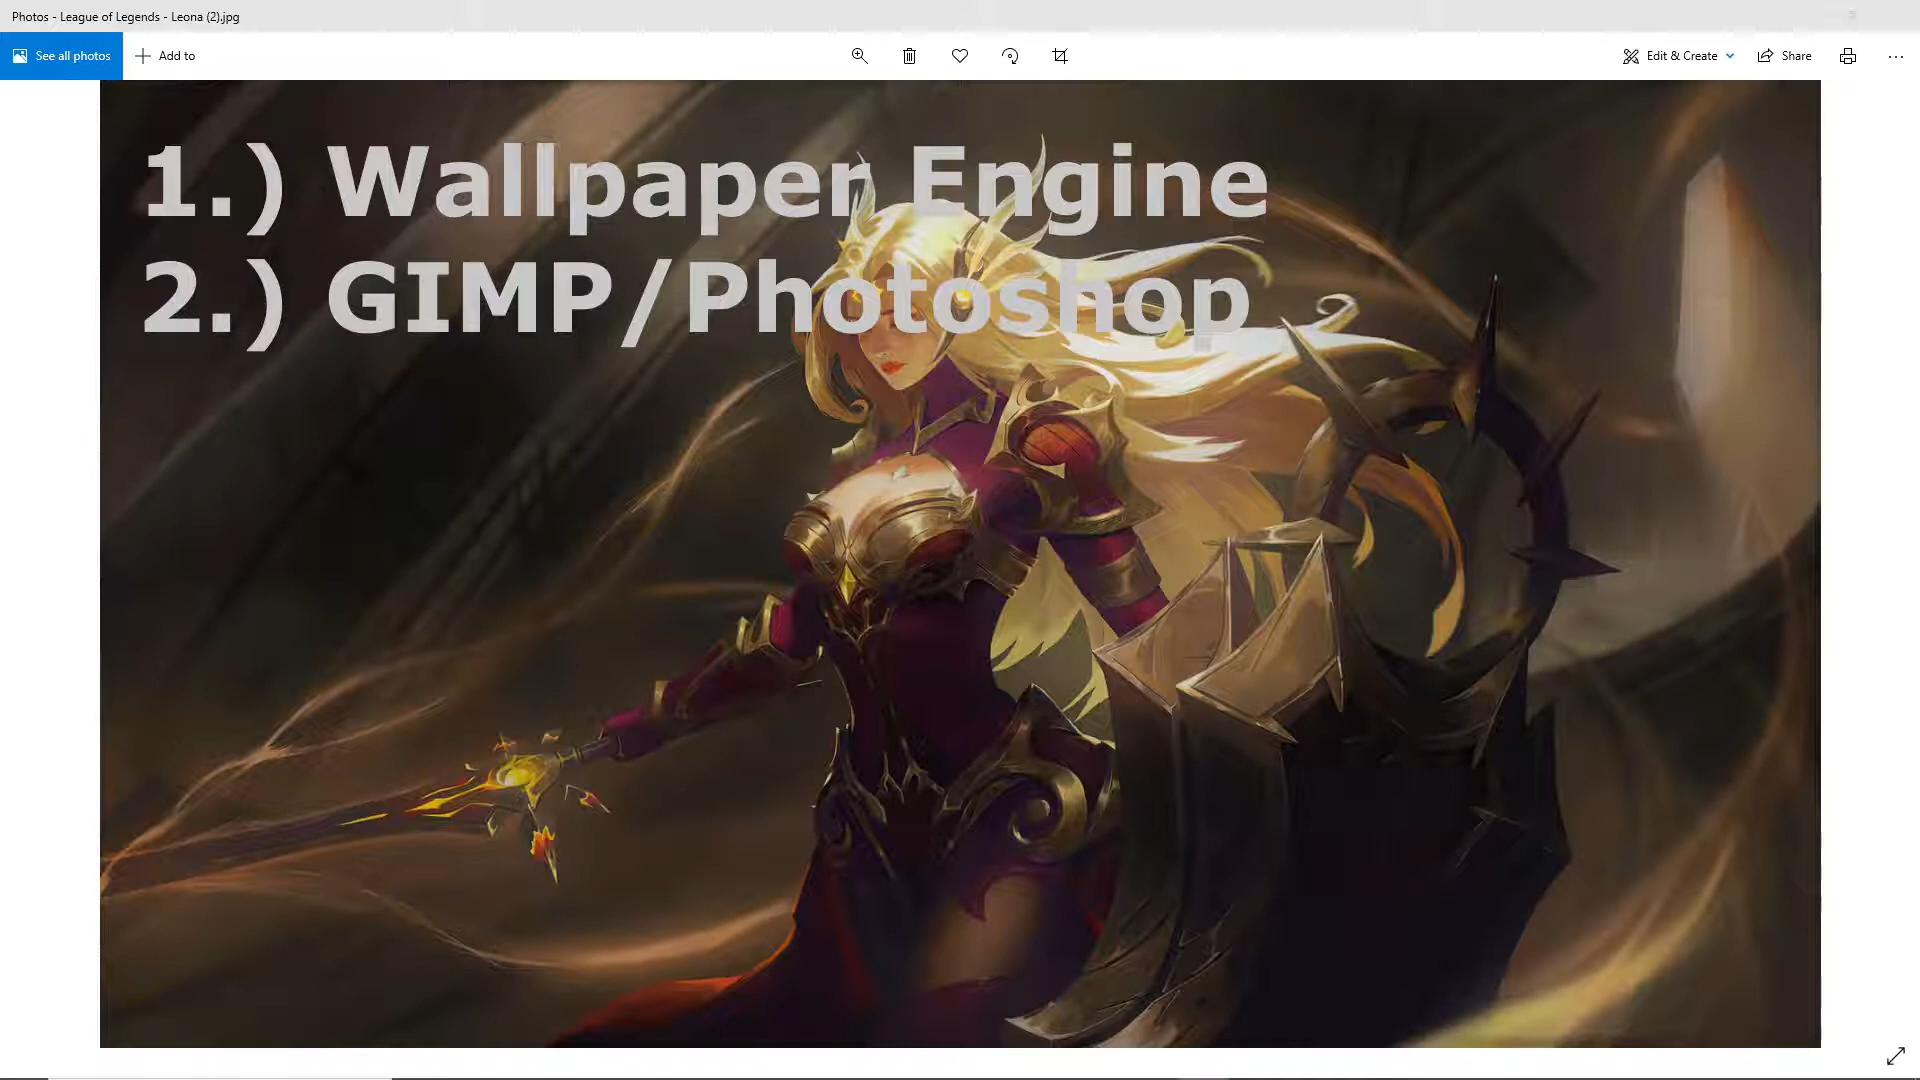 Photos - League of Legends - Leona (2).jpg
See all photos
Add to
Edit & Create
Share
1.) Wallpaper Engine
2.) GIMP/Photoshop